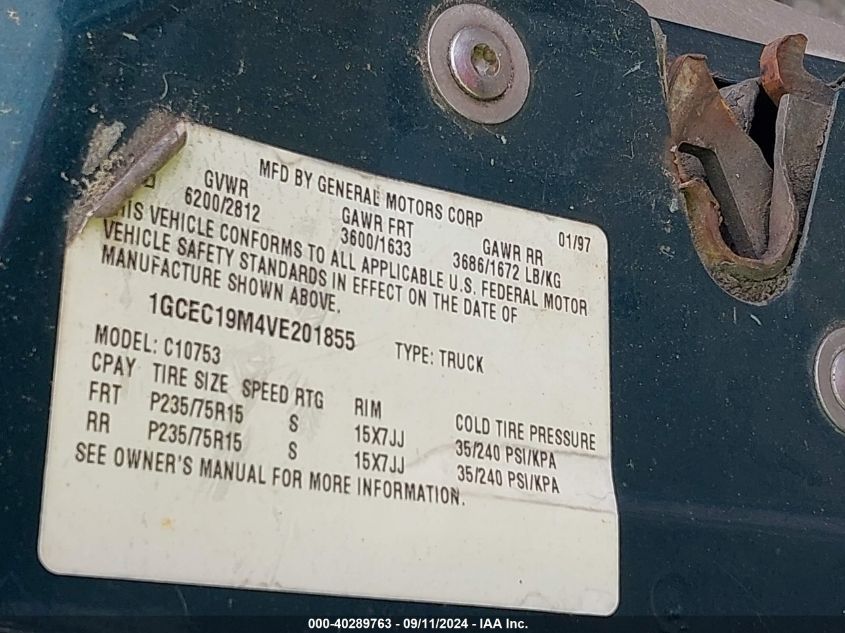 MFD BY GENERAL MOTORS CORP 01/97
GVWR GAWR FRT GAWR RR
6200/2812 3600/1633 3686/1672 LB/KG
THIS VEHICLE CONFORMS TO ALL APPLICABLE U.S. FEDERAL MOTOR
VEHICLE SAFETY STANDARDS IN EFFECT ON THE DATE OF
MANUFACTURE SHOWN ABOVE.
1GCEC19M4VE201855 TYPE: TRUCK
MODEL: C10753
CPAY TIRE SIZE SPEED RTG RIM COLD TIRE PRESSURE
FRT P235/75R15 S 15X7JJ 35/240 PSI/KPA
RR P235/75R15 S 15X7JJ 35/240 PSI/KPA
SEE OWNER'S MANUAL FOR MORE INFORMATION.
000-40289763 - 09/11/2024 - IAA Inc.